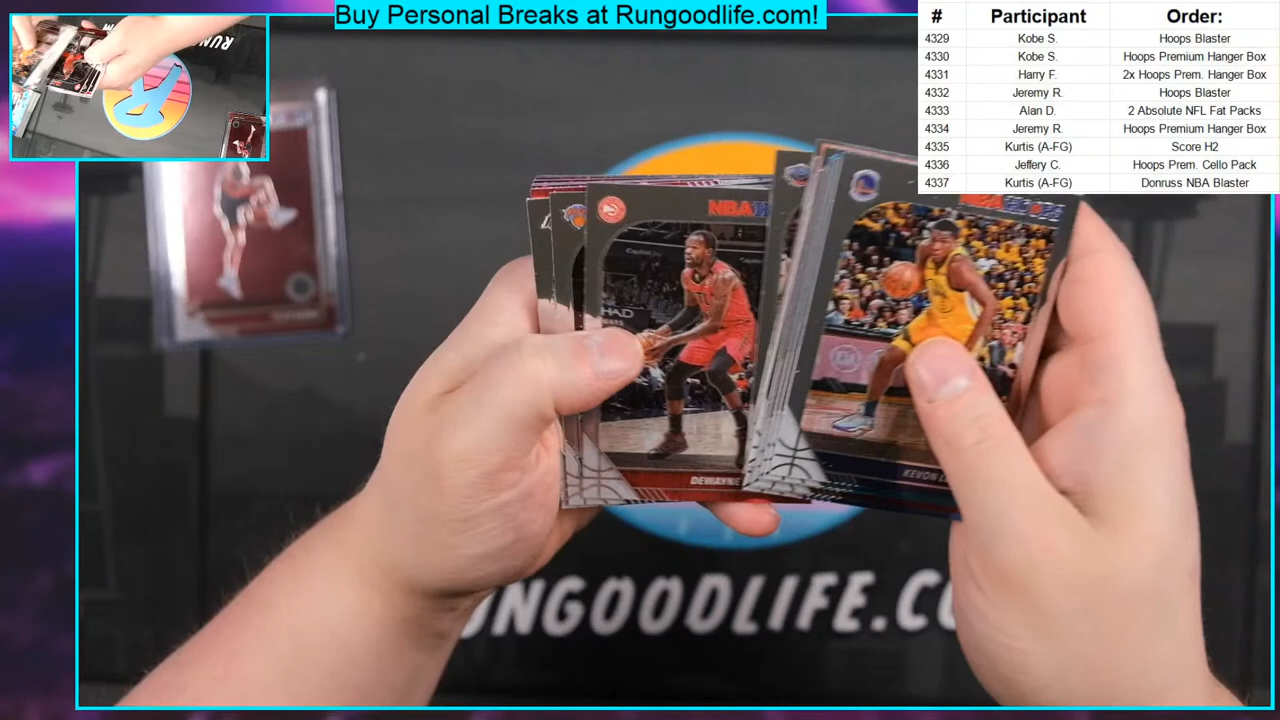 Buy Personal Breaks at Rungoodlife.com!
# Participant Order:
4329 Kobe S. Hoops Blaster
4330 Kobe S. Hoops Premium Hanger Box
4331 Harry F. 2x Hoops Prem. Hanger Box
4332 Jeremy R. Hoops Blaster
4333 Alan D. 2 Absolute NFL Fat Packs
4334 Jeremy R. Hoops Premium Hanger Box
4335 Kurtis (A-FG) Score H2
4336 Jeffery C. Hoops Prem. Cello Pack
4337 Kurtis (A-FG) Donruss NBA Blaster
NBA
NBA HOOPS
DEWAYNE
KEVON
RUNGOODLIFE.C